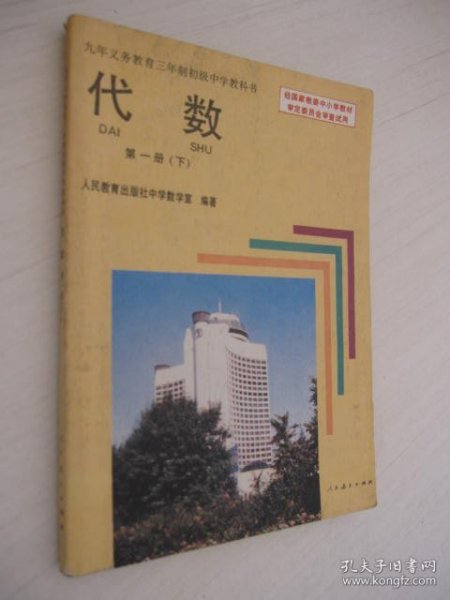 九年义务教育三年制初级中学教科书
经国家教委中小学教材
审定委员会审查试用
代数
DAI SHU
第一册(下)
人民教育出版社中学数学室 编著
人民教育出版社
孔夫子旧书网
www.kongfz.com